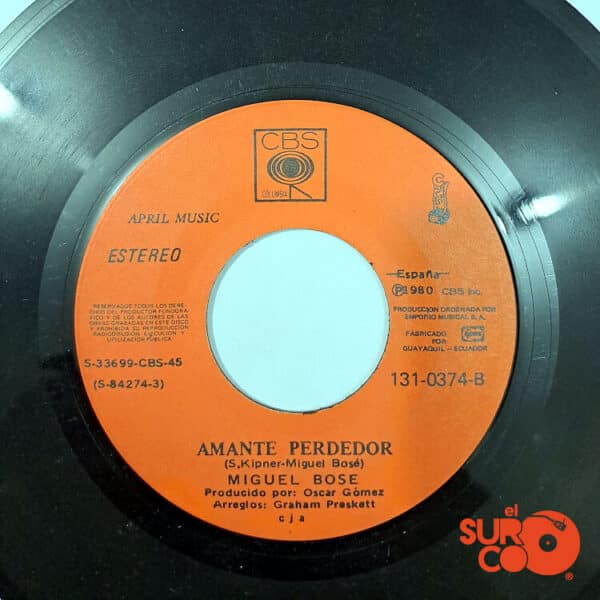 CBS
COLUMBIA
APRIL MUSIC
ESTEREO
RESERVADOS TODOS LOS DERE-
CHOS DEL PRODUCTOR FONOGRA-
FICO Y DE LOS AUTORES DE LAS
OBRAS GRABADAS EN ESTE DISCO
Y PROHIBIDA SU REPRODUCCION
RADIODIFUSION, EJECUCION Y
UTILIZACION PUBLICA
S-33699-CBS-45
(S-84274-3)
España
Ⓟ1980 CBS Inc.
PRODUCCION ORDENADA POR
EMPORIO MUSICAL S.A.
FABRICADO
POR
GUAYAQUIL - ECUADOR
131-0374-B
AMANTE PERDEDOR
(S.Kipner-Miguel Bosé)
MIGUEL BOSE
Producido por: Oscar Gómez
Arreglos: Graham Preskett
c j a
el
SURCO
®